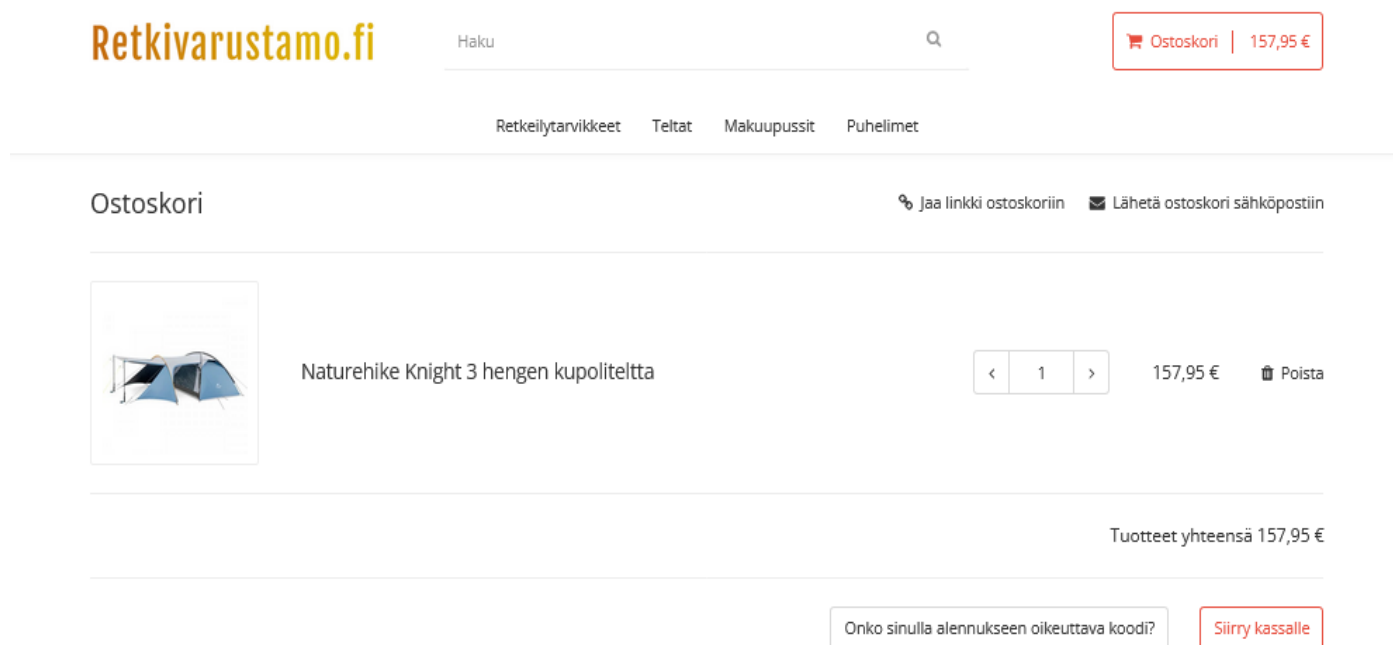 Retkivarustamo.fi
Haku
Ostoskori | 157,95 €
Retkeilytarvikkeet Teltat Makuupussit Puhelimet
Ostoskori
Jaa linkki ostoskoriin Lähetä ostoskori sähköpostiin
Naturehike Knight 3 hengen kupoliteltta < 1 > 157,95 € Poista
Tuotteet yhteensä 157,95 €
Onko sinulla alennukseen oikeuttava koodi? Siirry kassalle